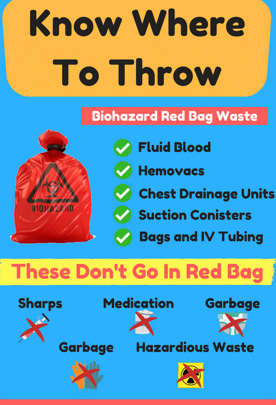 Know Where
To Throw
Biohazard Red Bag Waste
Fluid Blood
Hemovacs
Chest Drainage Units
Suction Conisters
Bags and IV Tubing
BIOHAZARD
These Don't Go In Red Bag
Sharps Medication Garbage
Garbage Hazardious Waste